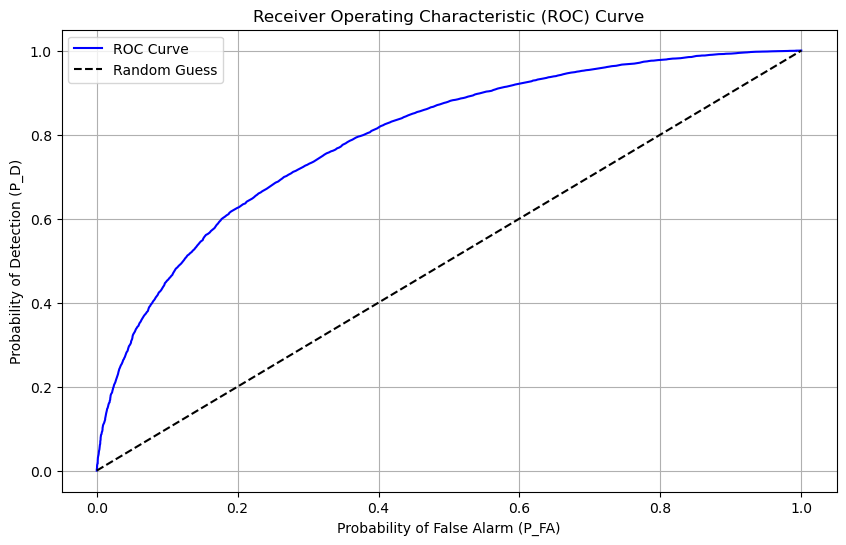 Receiver Operating Characteristic (ROC) Curve
ROC Curve
Random Guess
Probability of Detection (P_D)
1.0
0.8
0.6
0.4
0.2
0.0
0.0 0.2 0.4 0.6 0.8 1.0
Probability of False Alarm (P_FA)